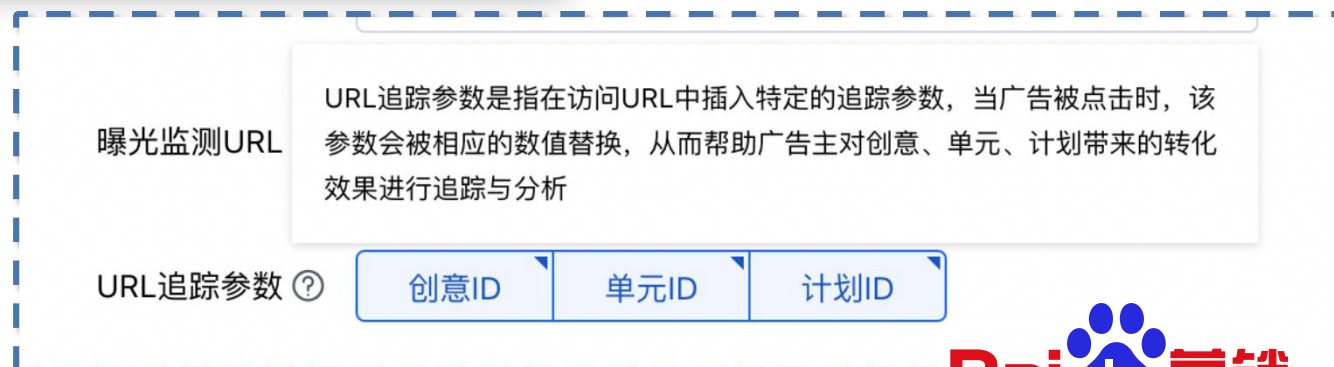 URL追踪参数是指在访问URL中插入特定的追踪参数，当广告被点击时，该
曝光监测URL
参数会被相应的数值替换，从而帮助广告主对创意、单元、计划带来的转化
效果进行追踪与分析
URL追踪参数 ?
创意ID
单元ID
计划ID